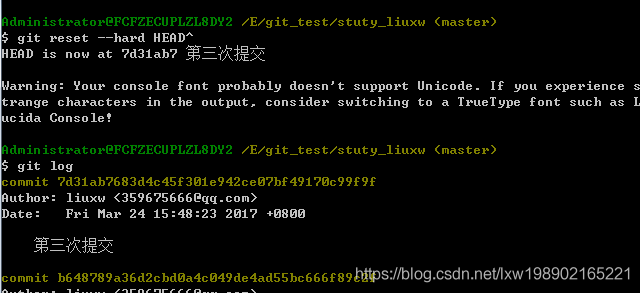 Administrator@FCFZECUPLZL8DY2 /E/git_test/stuty_liuxw (master)
$ git reset --hard HEAD^
HEAD is now at 7d31ab7 第三次提交
Warning: Your console font probably doesn't support Unicode. If you experience s
trange characters in the output, consider switching to a TrueType font such as L
ucida Console!
Administrator@FCFZECUPLZL8DY2 /E/git_test/stuty_liuxw (master)
$ git log
commit 7d31ab7683d4c45f301e942ce07bf49170c99f9f
Author: liuxw <359675666@qq.com>
Date:   Fri Mar 24 15:48:23 2017 +0800
第三次提交
commit
https://blog.csdn.net/lxw198902165221
Author: liuxw